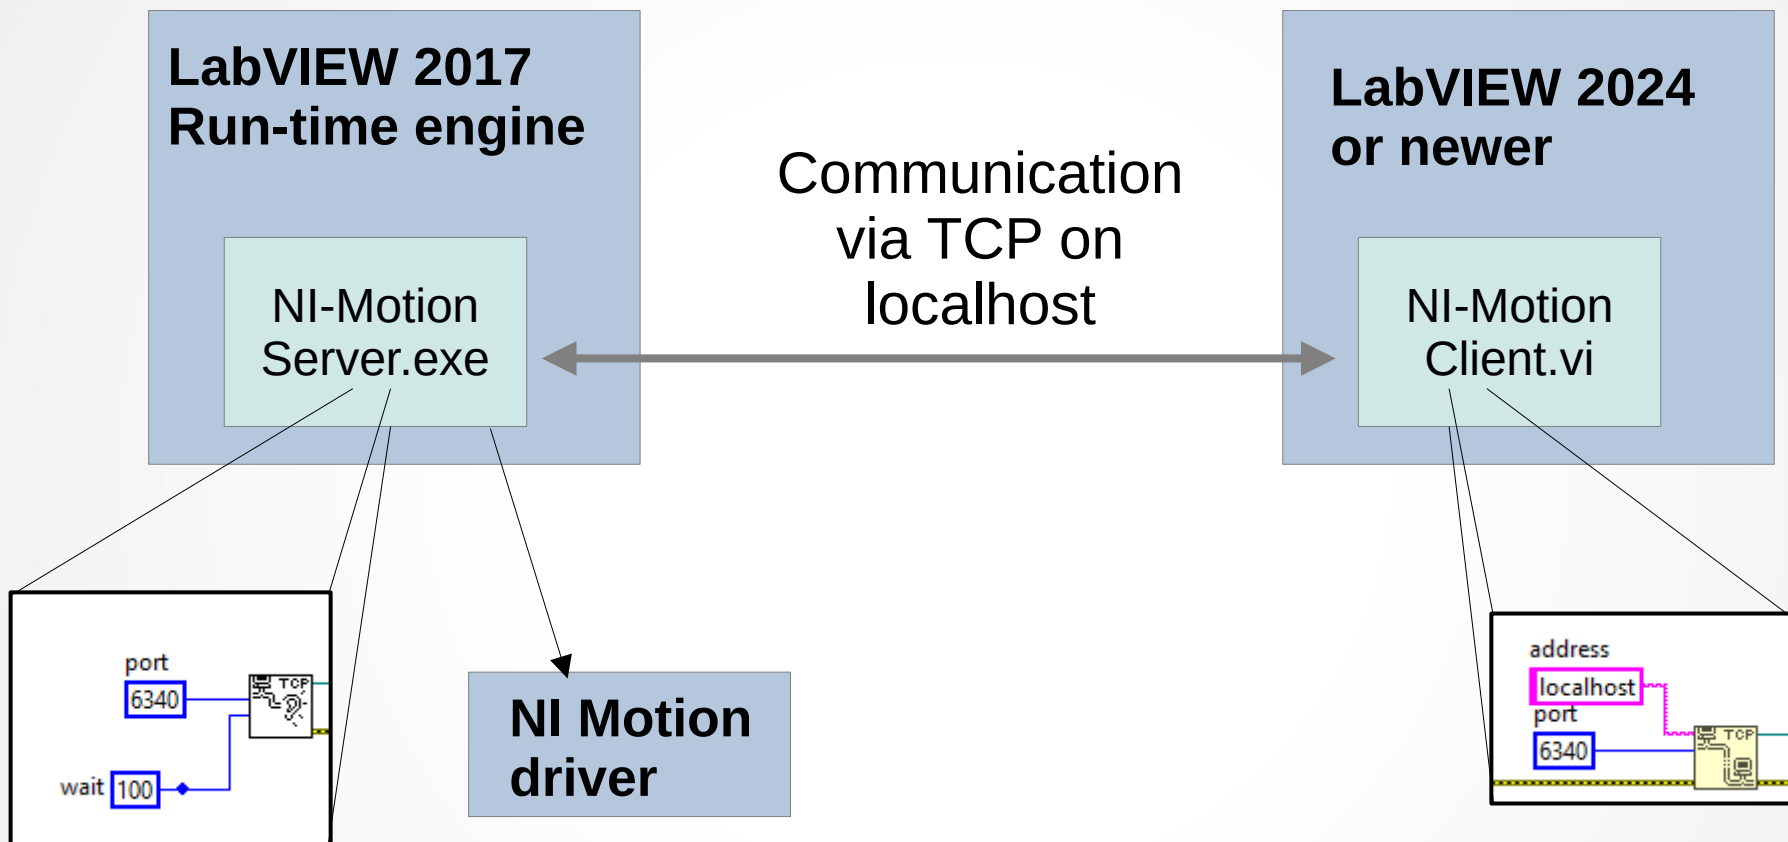 LabVIEW 2017
Run-time engine
NI-Motion
Server.exe
Communication
via TCP on
localhost
LabVIEW 2024
or newer
NI-Motion
Client.vi
port
6340
TCP
wait 100
NI Motion
driver
address
localhost
port
6340
TCP